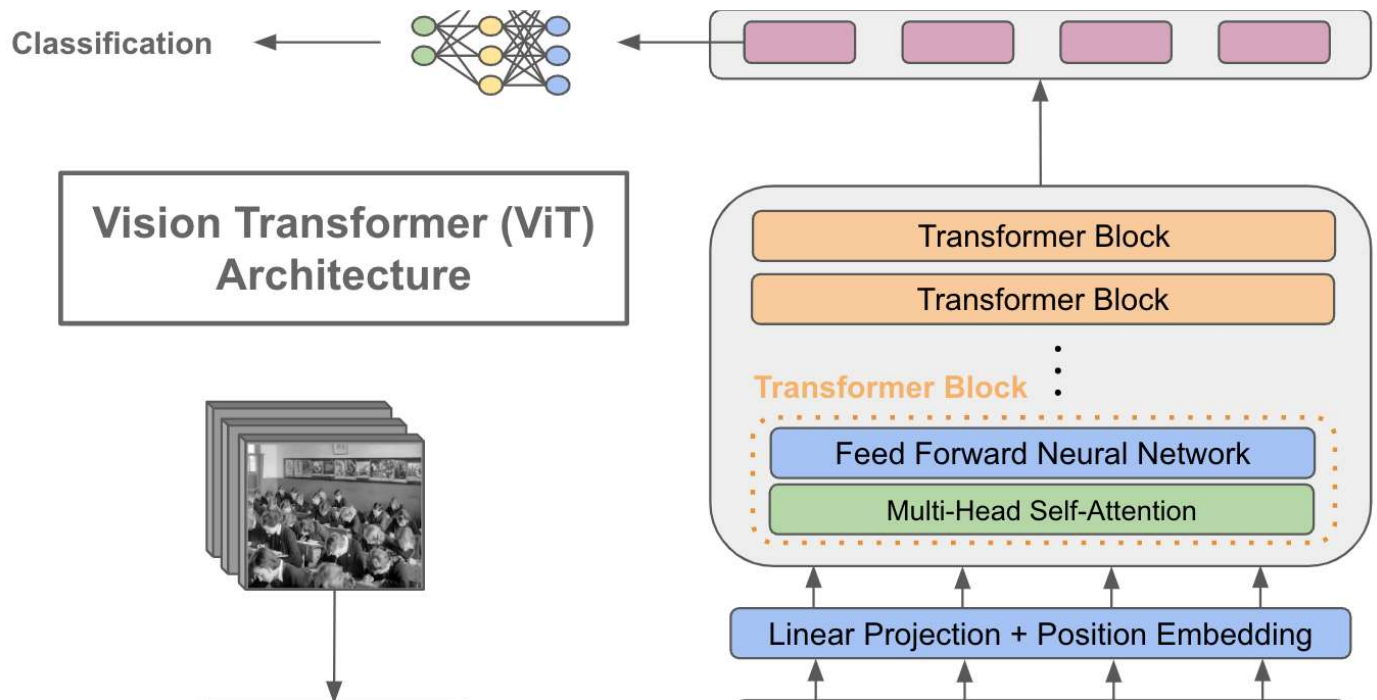 Classification
Vision Transformer (ViT)
Architecture
Transformer Block
Transformer Block
Transformer Block
Feed Forward Neural Network
Multi-Head Self-Attention
Linear Projection + Position Embedding